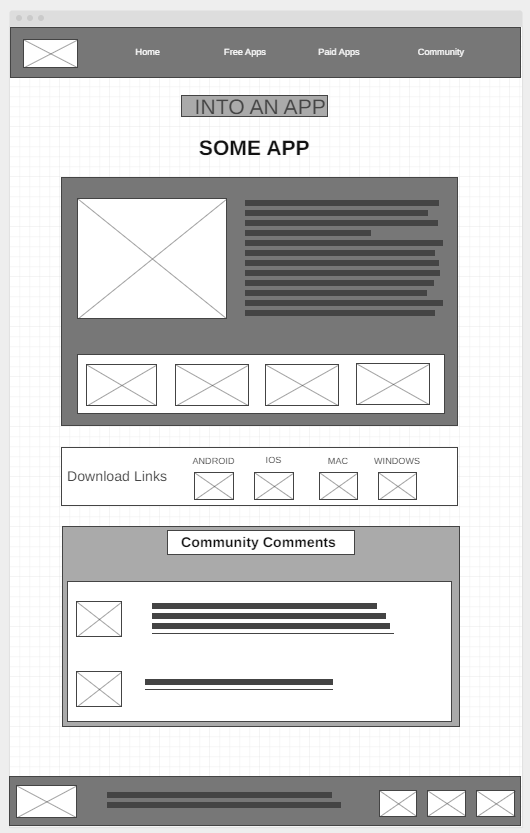 Home Free Apps Paid Apps Community
INTO AN APP
SOME APP
Download Links
ANDROID IOS MAC WINDOWS
Community Comments